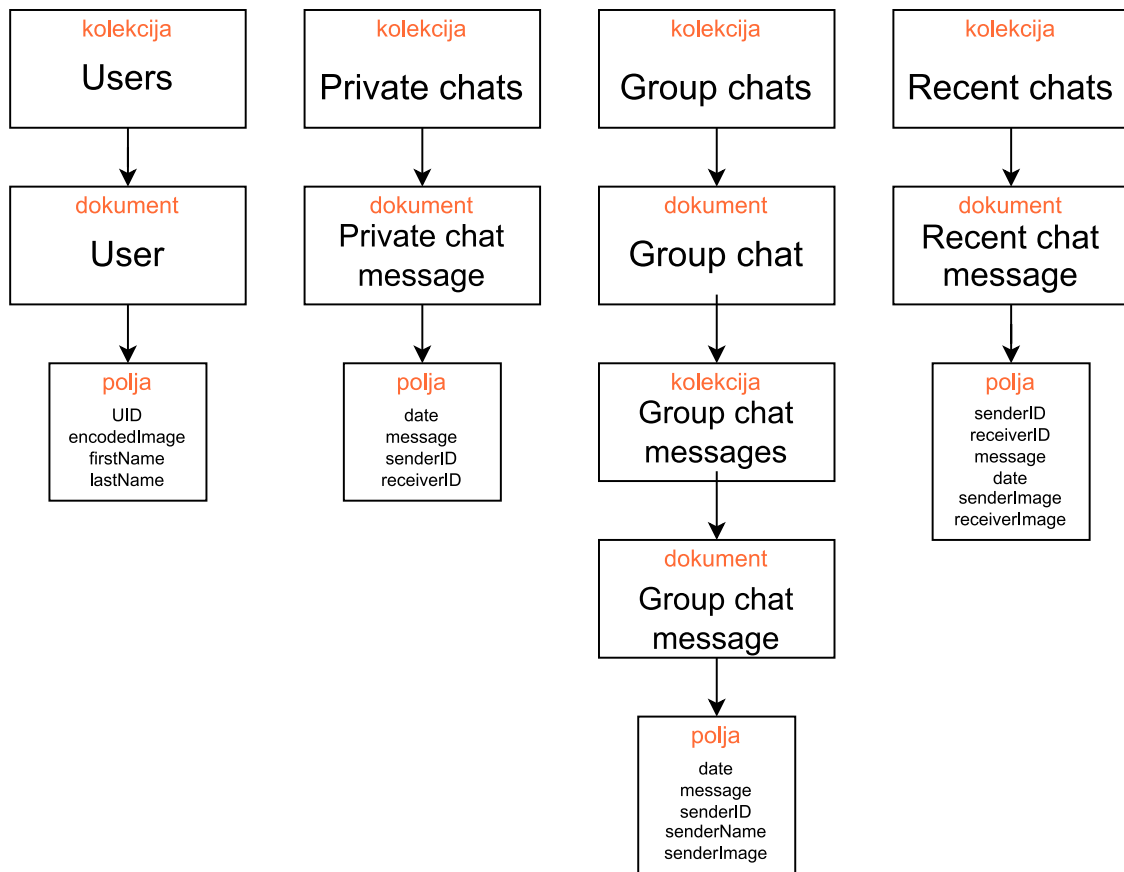 kolekcija
Users
dokument
User
polja
UID
encodedImage
firstName
lastName
kolekcija
Private chats
dokument
Private chat
message
polja
date
message
senderID
receiverID
kolekcija
Group chats
dokument
Group chat
kolekcija
Group chat
messages
dokument
Group chat
message
polja
date
message
senderID
senderName
senderImage
kolekcija
Recent chats
dokument
Recent chat
message
polja
senderID
receiverID
message
date
senderImage
receiverImage